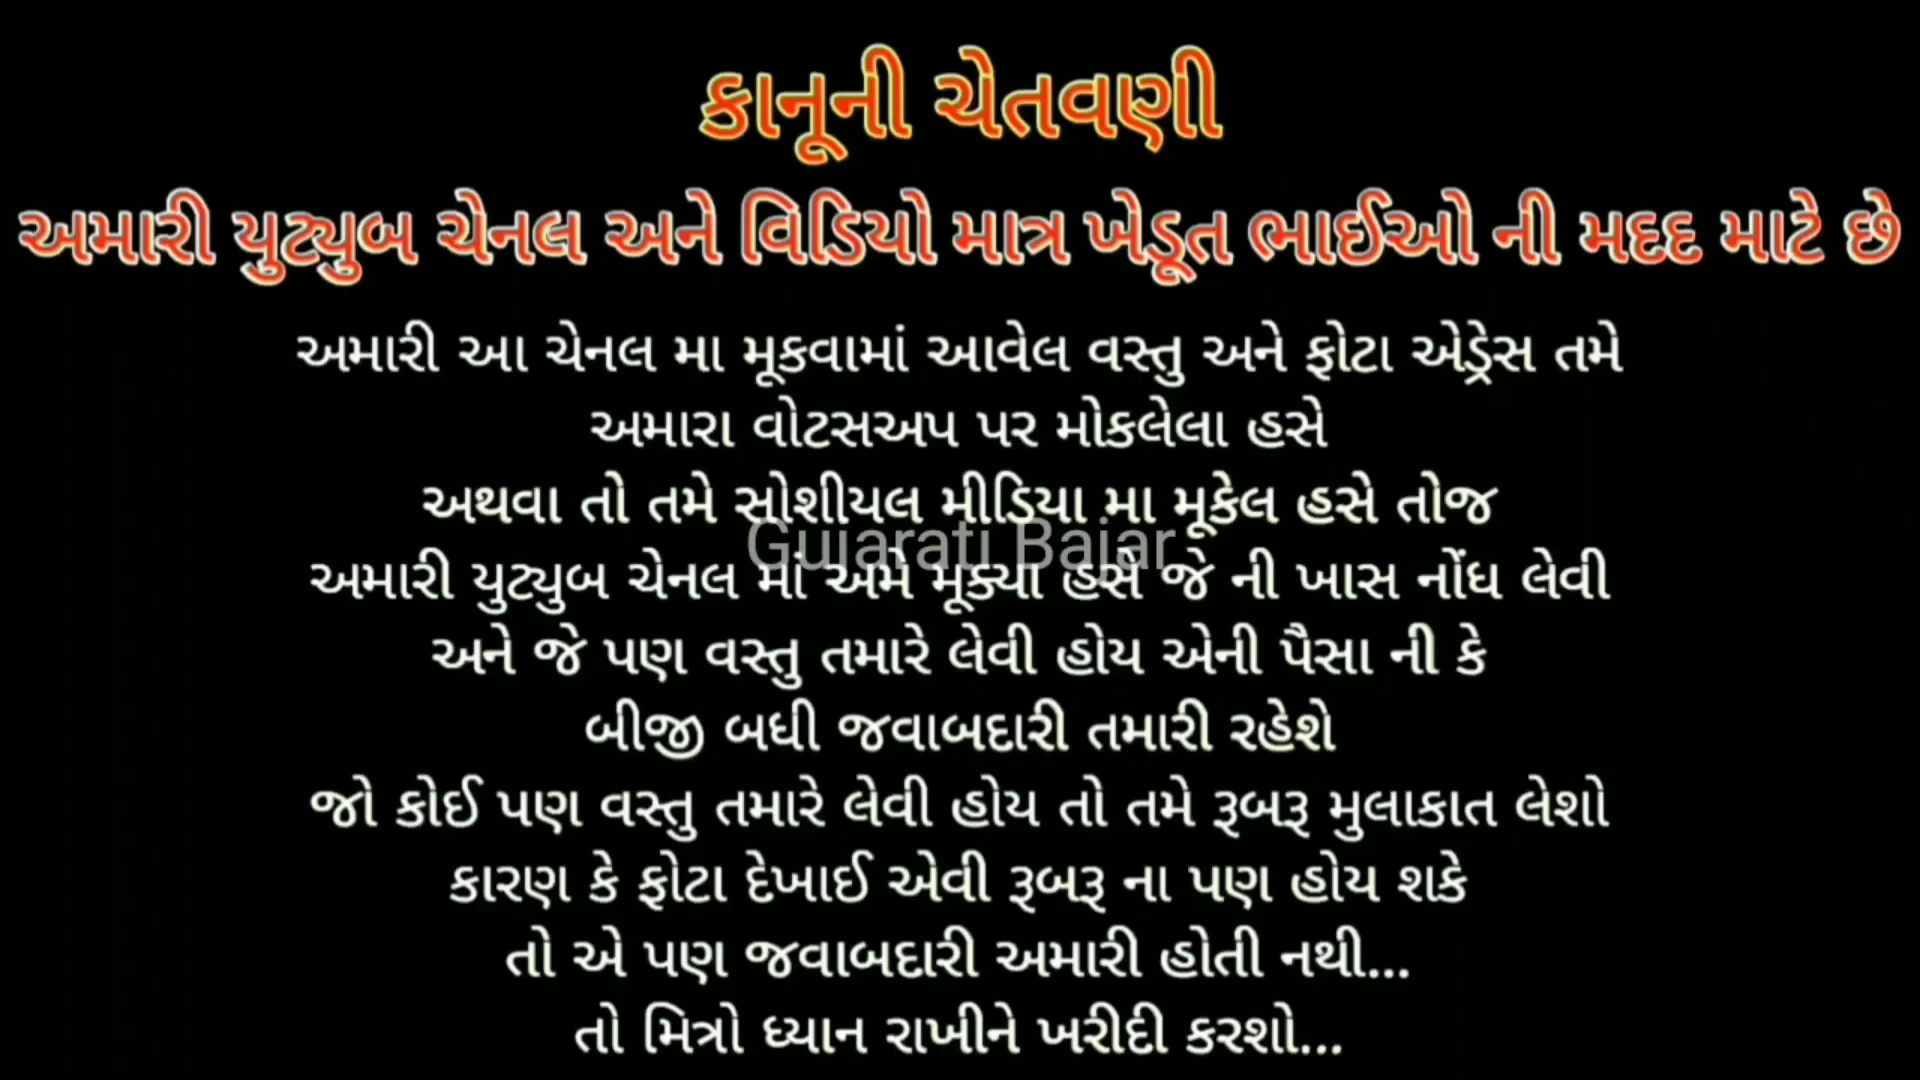 કાનૂની ચેતવણી
અમારી યુટ્યુબ ચેનલ અને વિડિયો માત્ર ખેડૂત ભાઈઓ ની મદદ માટે છે
અમારી આ ચેનલ મા મૂકવામાં આવેલ વસ્તુ અને ફોટા એડ્રેસ તમે
અમારા વોટસઅપ પર મોકલેલા હસે
અથવા તો તમે સોશીયલ મીડિયા મા મૂકેલ હસે તોજ
Gujarati Bajar
અમારી યુટ્યુબ ચેનલ માં અમે મૂક્યા હસે જે ની ખાસ નોંધ લેવી
અને જે પણ વસ્તુ તમારે લેવી હોય એની પૈસા ની કે
બીજી બધી જવાબદારી તમારી રહેશે
જો કોઈ પણ વસ્તુ તમારે લેવી હોય તો તમે રૂબરૂ મુલાકાત લેશો
કારણ કે ફોટા દેખાઈ એવી રૂબરૂ ના પણ હોય શકે
તો એ પણ જવાબદારી અમારી હોતી નથી...
તો મિત્રો ધ્યાન રાખીને ખરીદી કરશો...